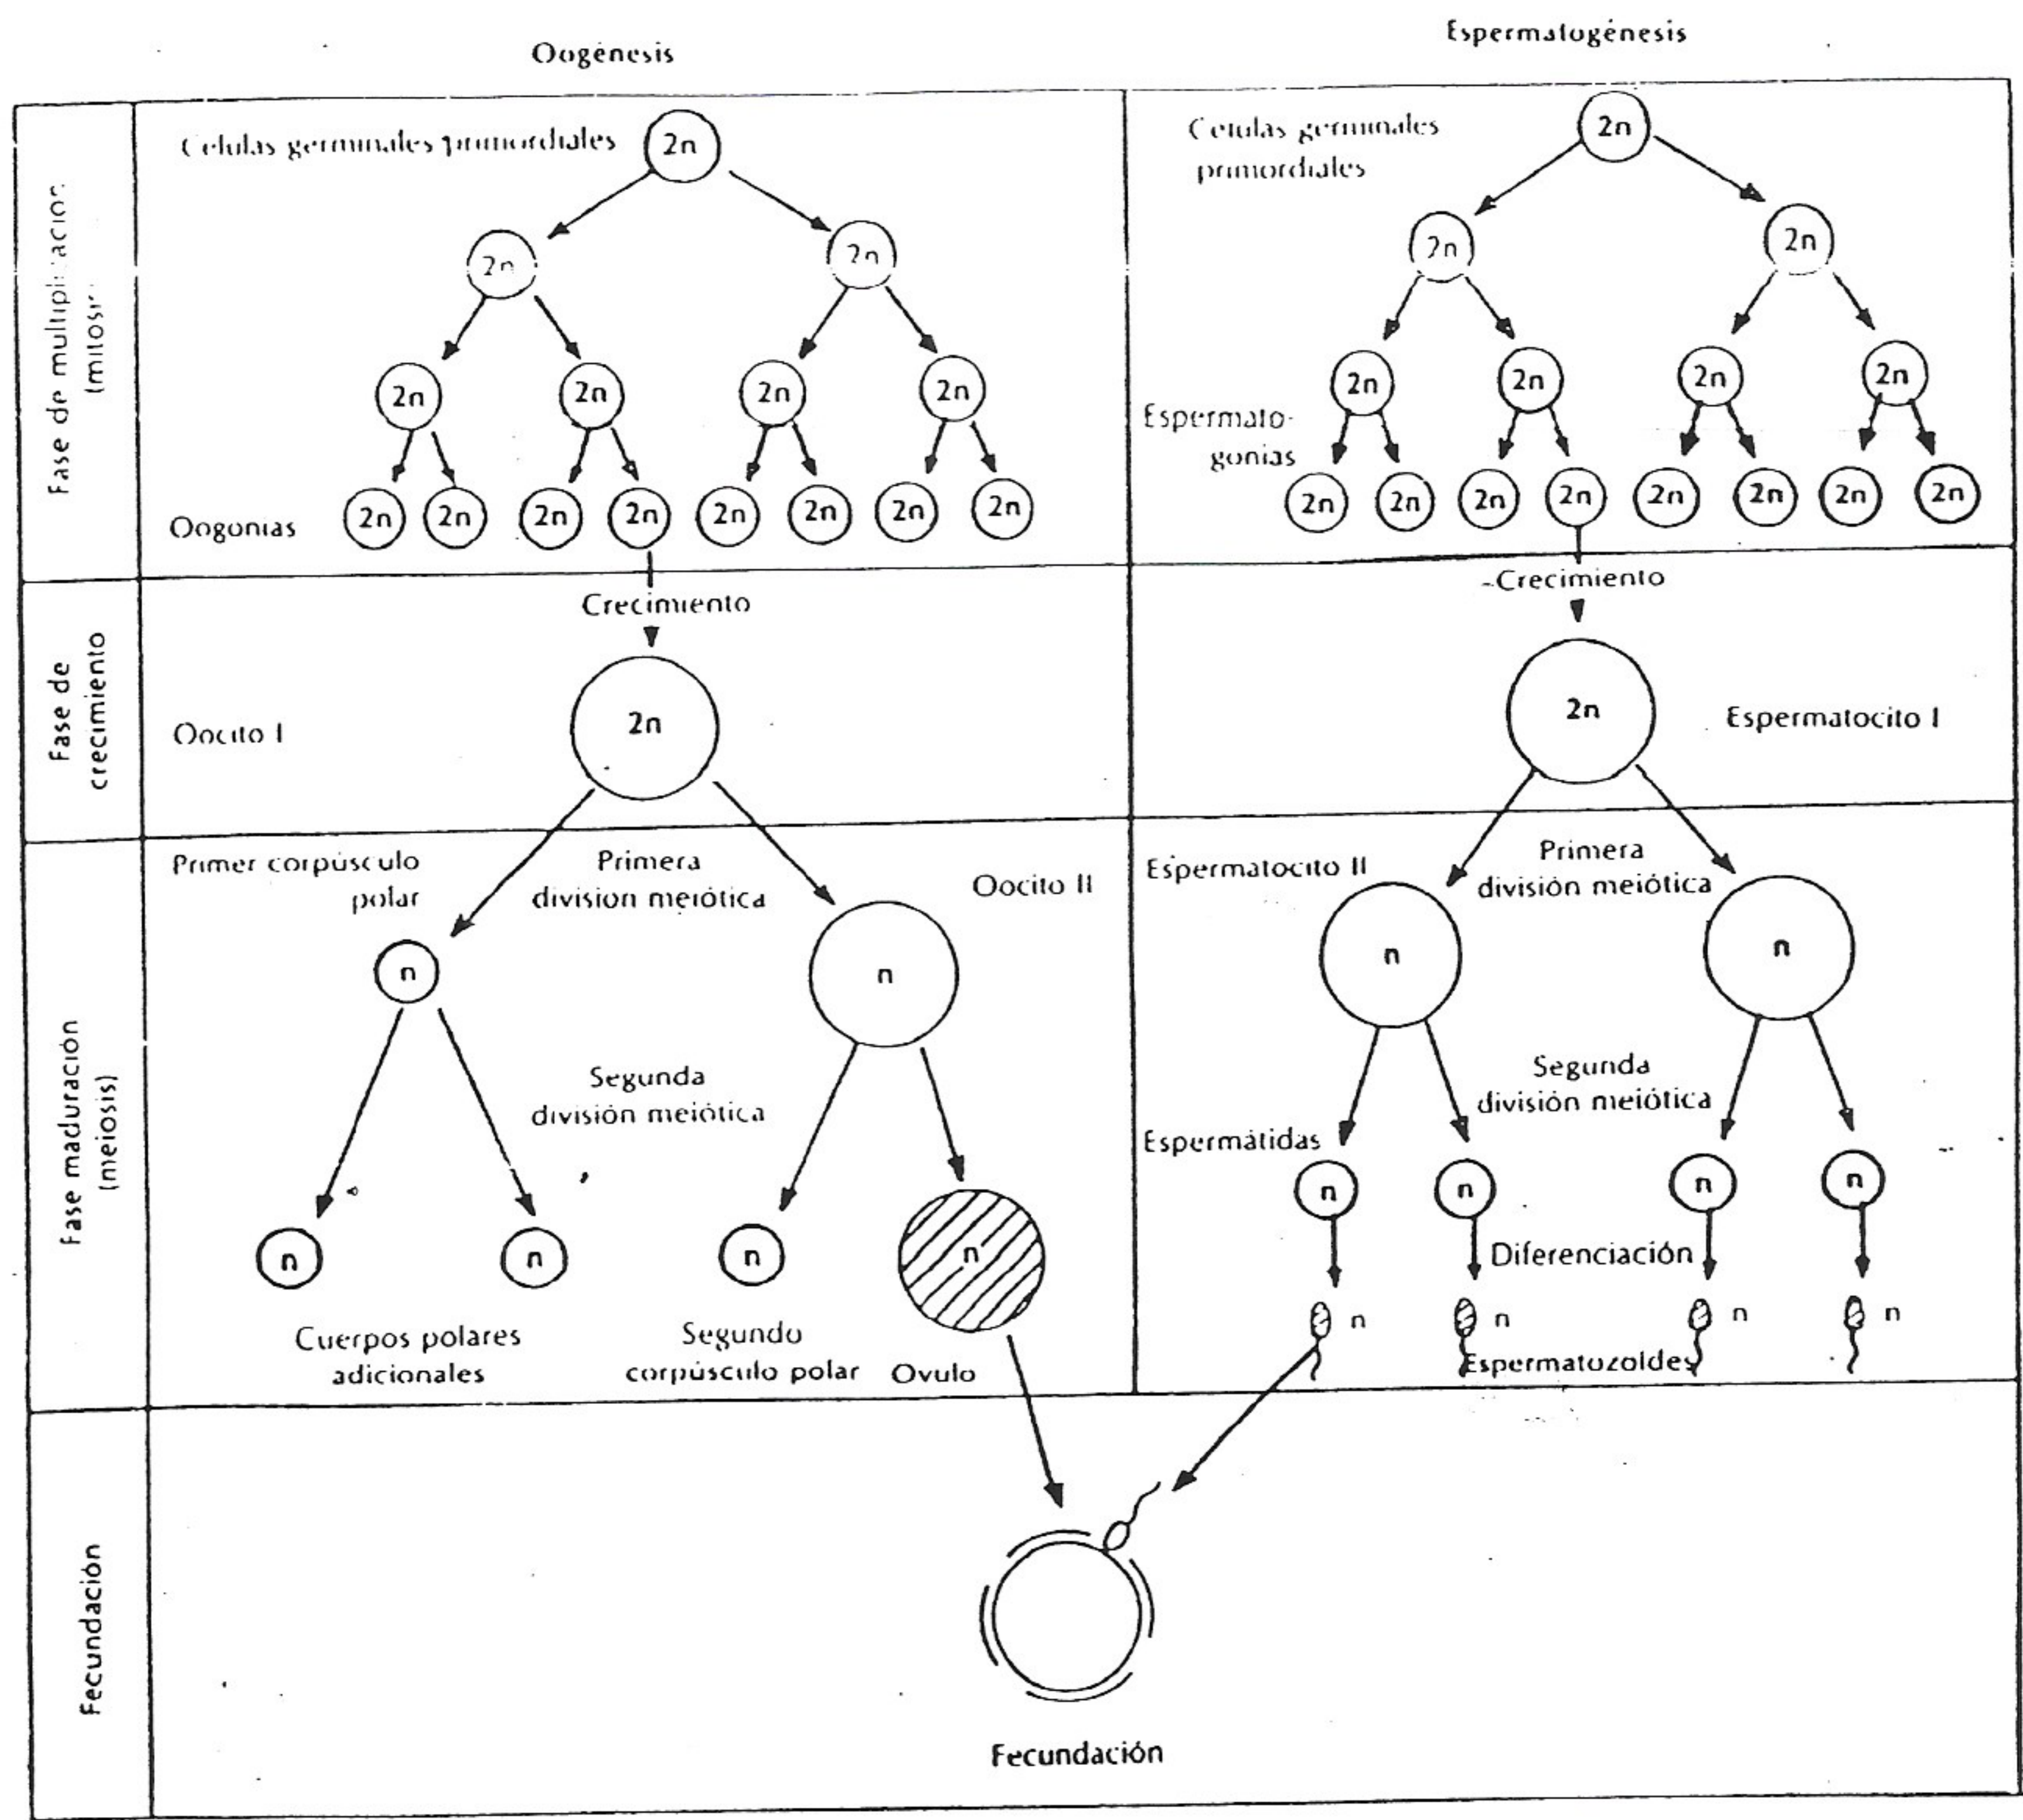 Oogénesis
Espermatogénesis
Fase de multiplicación
(mitosis)
Células germinales primordiales
2n
2n
2n
2n
2n
2n
2n
Oogonias
2n
2n
2n
2n
2n
2n
2n
2n
Células germinales
primordiales
2n
2n
2n
2n
2n
2n
2n
Espermato-
gonias
2n
2n
2n
2n
2n
2n
2n
2n
Fase de
crecimiento
Crecimiento
Oocito I
2n
Crecimiento
2n
Espermatocito I
Fase maduración
(meiosis)
Primer corpúsculo
polar
Primera
division meiótica
Oocito II
n
n
Segunda
división meiótica
n
n
n
n
Cuerpos polares
adicionales
Segundo
corpúsculo polar
Ovulo
Espermatocito II
Primera
división meiótica
n
n
Segunda
división meiótica
Espermátidas
n
n
n
n
Diferenciación
n
n
n
n
Espermatozoides
Fecundación
Fecundación